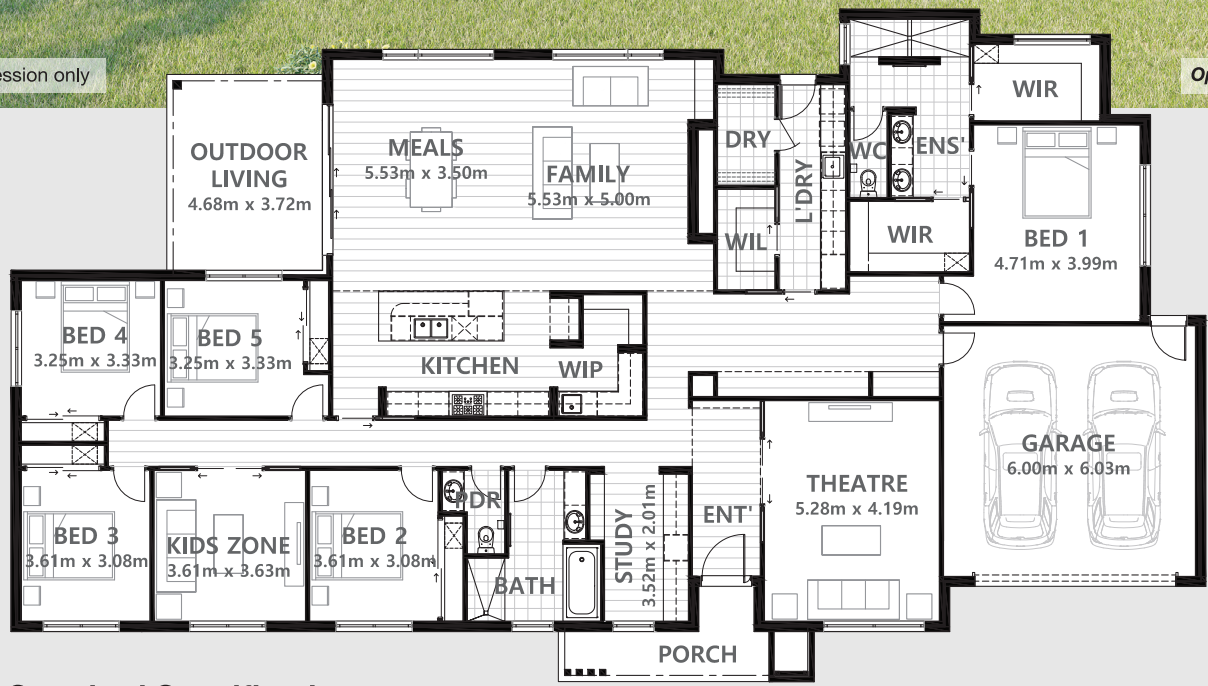 ession only
Op
WIR
OUTDOOR
LIVING
4.68m x 3.72m
MEALS
5.53m x 3.50m
FAMILY
5.53m x 5.00m
DRY
L'DRY
WC
ENS'
WIL
WIR
BED 1
4.71m x 3.99m
BED 4
3.25m x 3.33m
BED 5
3.25m x 3.33m
KITCHEN
WIP
GARAGE
6.00m x 6.03m
THEATRE
5.28m x 4.19m
BED 3
3.61m x 3.08m
KIDS ZONE
3.61m x 3.63m
BED 2
3.61m x 3.08m
PDR
BATH
STUDY
3.52m x 2.01m
ENT'
PORCH